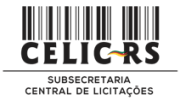 CELIC RS
SUBSECRETARIA
CENTRAL DE LICITAÇÕES